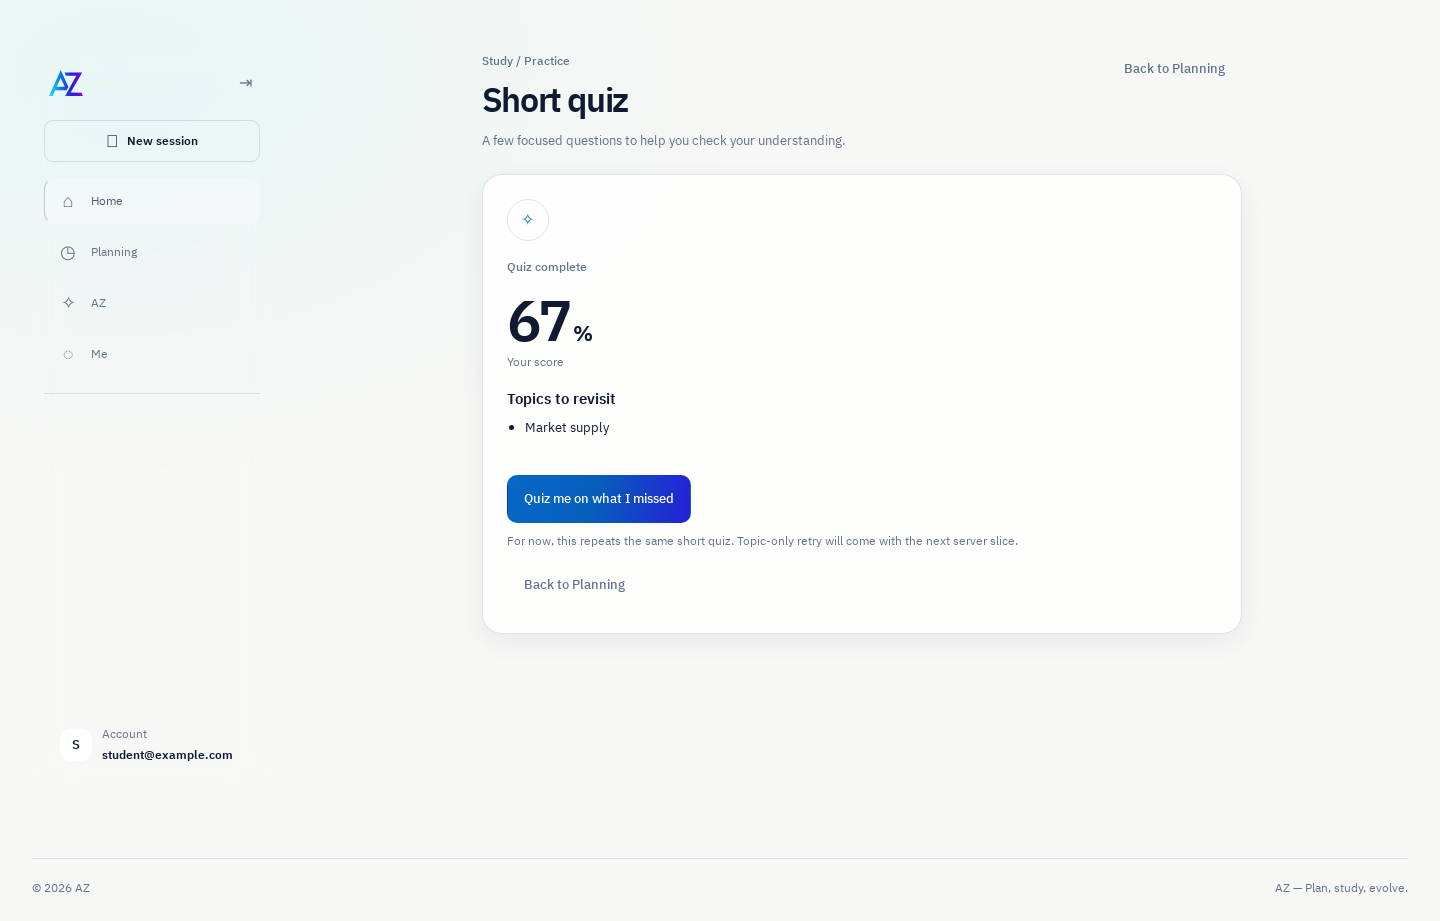 AZ
New session
Home
Planning
AZ
Me
Account
S
student@example.com
Study / Practice
Back to Planning
Short quiz
A few focused questions to help you check your understanding.
Quiz complete
67%
Your score
Topics to revisit
• Market supply
Quiz me on what I missed
For now, this repeats the same short quiz. Topic-only retry will come with the next server slice.
Back to Planning
© 2026 AZ
AZ — Plan, study, evolve.